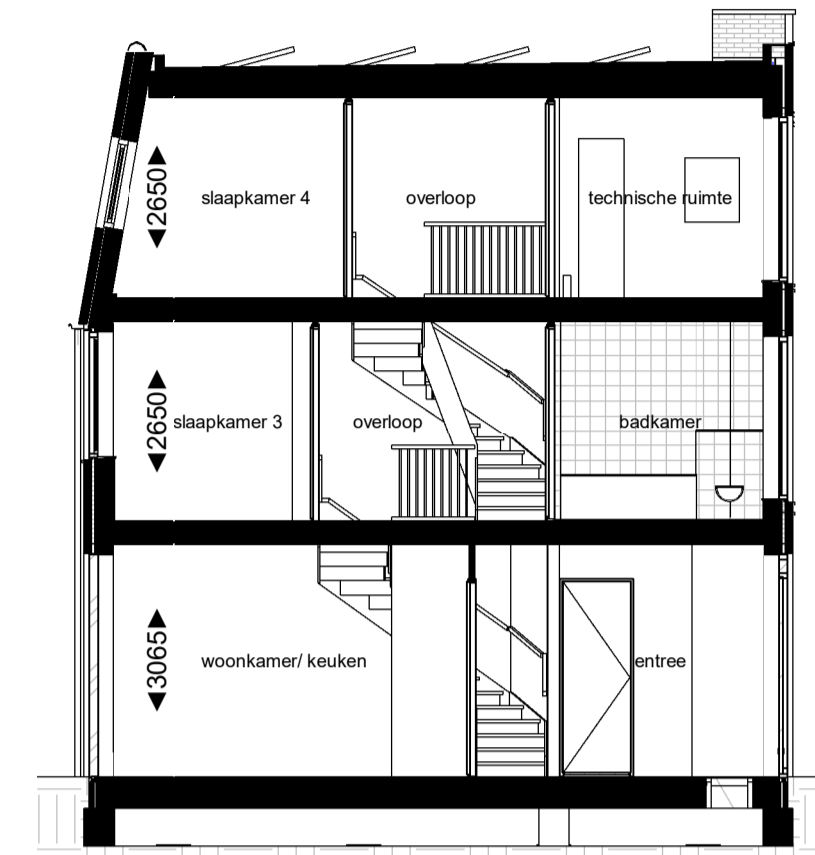 2650
slaapkamer 4
overloop
technische ruimte
2650
slaapkamer 3
overloop
badkamer
3065
woonkamer/ keuken
entree